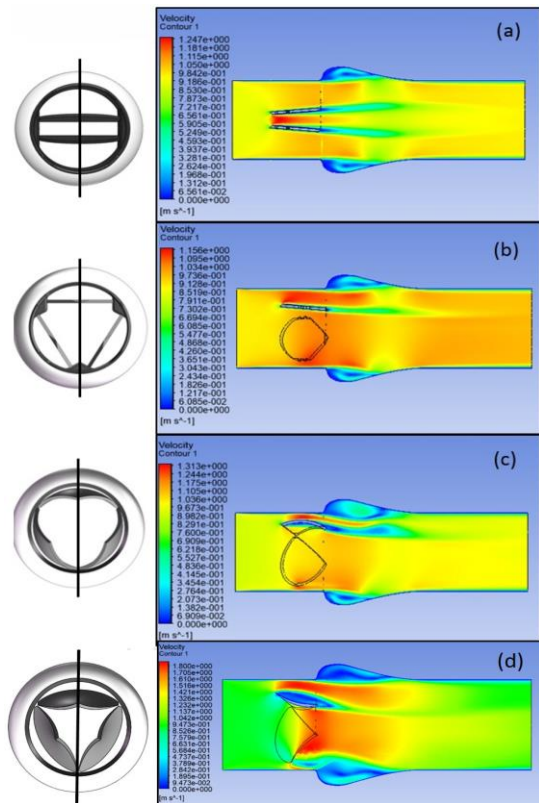 Velocity
Contour 1
(a)
1.247e+000
1.181e+000
1.115e+000
1.050e+000
9.842e-001
9.186e-001
8.530e-001
7.873e-001
7.217e-001
6.561e-001
5.905e-001
5.249e-001
4.593e-001
3.937e-001
3.281e-001
2.624e-001
1.968e-001
1.312e-001
6.561e-002
0.000e+000
[m s^-1]
Velocity
Contour 1
(b)
1.156e+000
1.095e+000
1.034e+000
9.736e-001
9.128e-001
8.519e-001
7.911e-001
7.302e-001
6.694e-001
6.085e-001
5.477e-001
4.868e-001
4.260e-001
3.651e-001
3.043e-001
2.434e-001
1.826e-001
1.217e-001
6.085e-002
0.000e+000
[m s^-1]
Velocity
Contour 1
(c)
1.313e+000
1.244e+000
1.175e+000
1.105e+000
1.036e+000
9.673e-001
8.982e-001
8.291e-001
7.600e-001
6.909e-001
6.218e-001
5.527e-001
4.836e-001
4.145e-001
3.454e-001
2.764e-001
2.073e-001
1.382e-001
6.909e-002
0.000e+000
[m s^-1]
Velocity
Contour 1
(d)
1.800e+000
1.705e+000
1.610e+000
1.516e+000
1.421e+000
1.326e+000
1.232e+000
1.137e+000
1.042e+000
9.473e-001
8.526e-001
7.579e-001
6.631e-001
5.684e-001
4.737e-001
3.789e-001
2.842e-001
1.895e-001
9.473e-002
0.000e+000
[m s^-1]